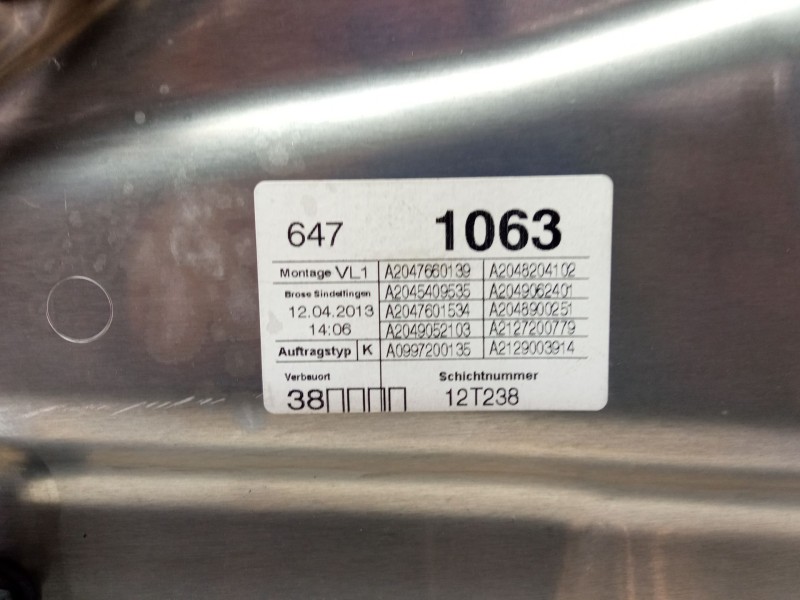 647 1063
Montage VL1 A2047660139 A2048204102
Brose Sindelfingen A2045409535 A2049062401
12.04.2013 A2047601534 A2048900251
14:06 A2049052103 A2127200779
Auftragstyp K A0997200135 A2129003914
Verbauort Schichtnummer
38 12T238